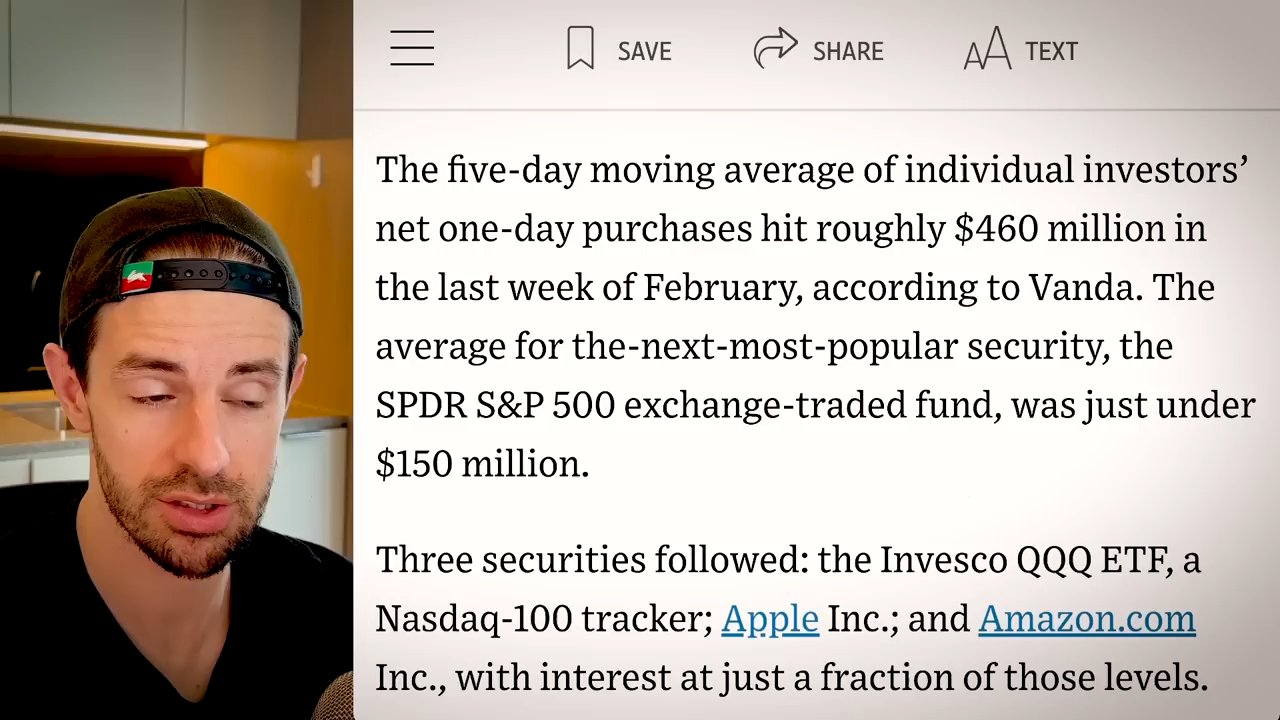 SAVE SHARE TEXT
The five-day moving average of individual investors’
net one-day purchases hit roughly $460 million in
the last week of February, according to Vanda. The
average for the-next-most-popular security, the
SPDR S&P 500 exchange-traded fund, was just under
$150 million.
Three securities followed: the Invesco QQQ ETF, a
Nasdaq-100 tracker; Apple Inc.; and Amazon.com
Inc., with interest at just a fraction of those levels.